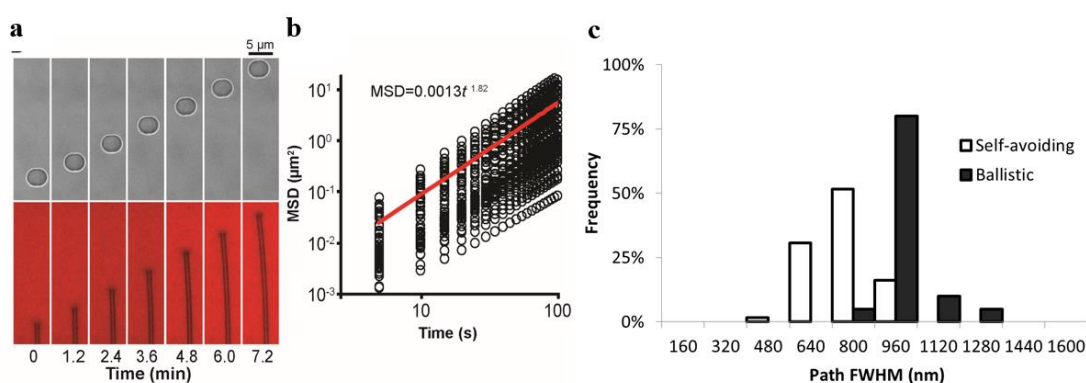 a
5 µm
0 1.2 2.4 3.6 4.8 6.0 7.2
Time (min)
b
MSD=0.0013t 1.82
MSD (µm²)
10¹
10⁰
10⁻¹
10⁻²
10⁻³
10 100
Time (s)
c
Frequency
100%
75%
50%
25%
0%
Self-avoiding
Ballistic
160 320 480 640 800 960 1120 1280 1440 1600
Path FWHM (nm)